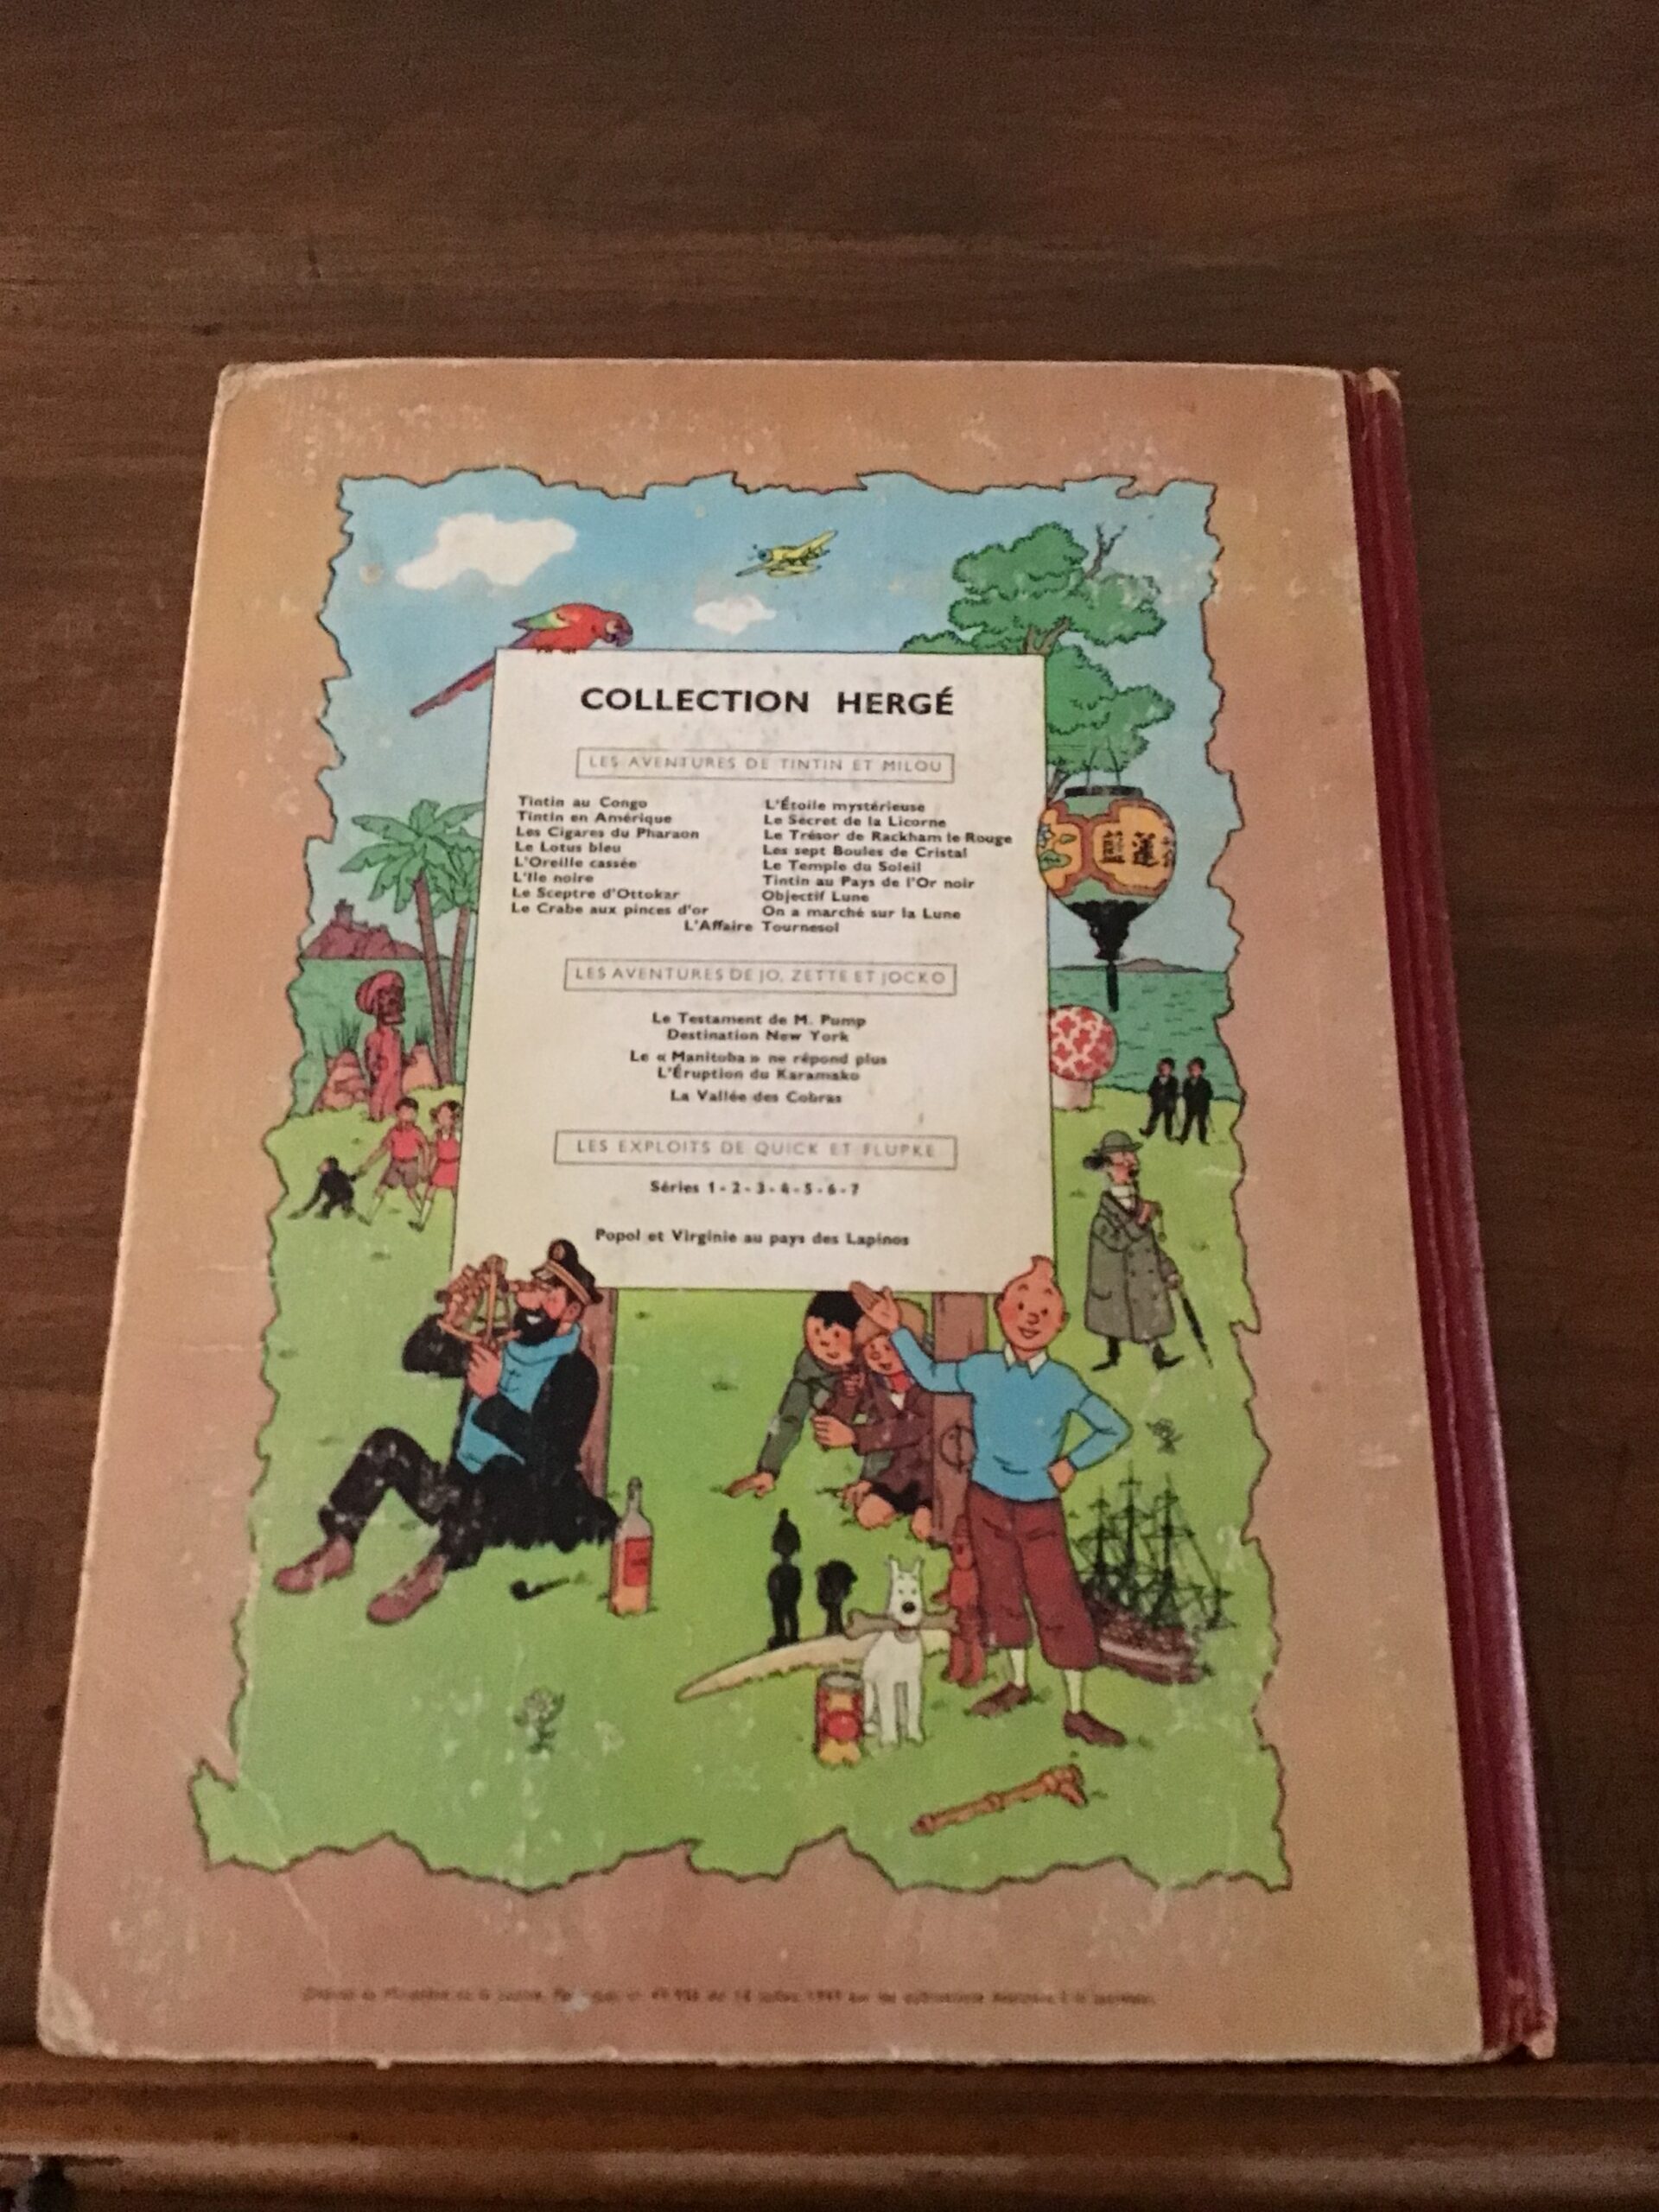 COLLECTION HERGÉ
LES AVENTURES DE TINTIN ET MILOU
Tintin au Congo
Tintin en Amérique
Les Cigares du Pharaon
Le Lotus bleu
L'Oreille cassée
L'Ile noire
Le Sceptre d'Ottokar
Le Crabe aux pinces d'or
L'Étoile mystérieuse
Le Secret de la Licorne
Le Trésor de Rackham le Rouge
Les sept Boules de Cristal
Le Temple du Soleil
Tintin au Pays de l'Or noir
Objectif Lune
On a marché sur la Lune
L'Affaire Tournesol
LES AVENTURES DE JO, ZETTE ET JOCKO
Le Testament de M. Pump
Destination New York
Le « Manitoba » ne répond plus
L'Éruption du Karamako
La Vallée des Cobras
LES EXPLOITS DE QUICK ET FLUPKE
Séries 1 - 2 - 3 - 4 - 5 - 6 - 7
Popol et Virginie au pays des Lapinos
藍蓮